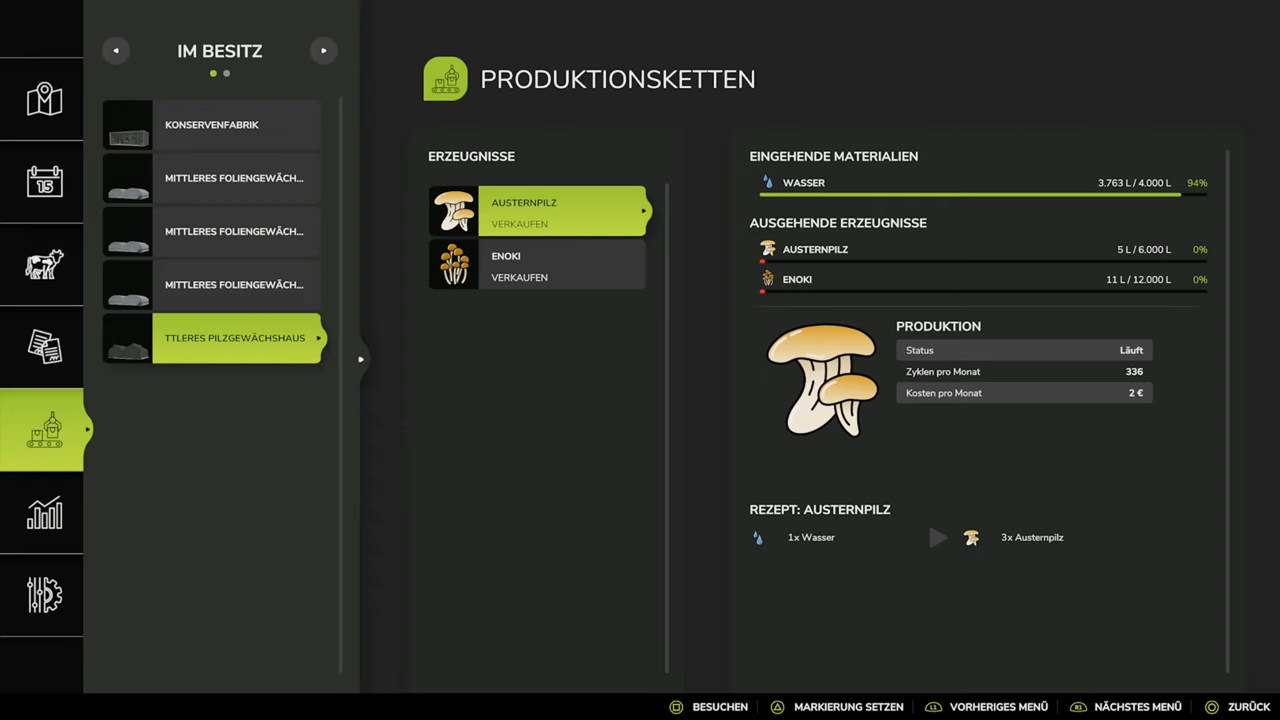 IM BESITZ
15
KONSERVENFABRIK
MITTLERES FOLIENGEWÄCH...
MITTLERES FOLIENGEWÄCH...
MITTLERES FOLIENGEWÄCH...
TTLERES PILZGEWÄCHSHAUS
PRODUKTIONSKETTEN
ERZEUGNISSE
AUSTERNPILZ
VERKAUFEN
ENOKI
VERKAUFEN
EINGEHENDE MATERIALIEN
WASSER 3.763 L / 4.000 L 94%
AUSGEHENDE ERZEUGNISSE
AUSTERNPILZ 5 L / 6.000 L 0%
ENOKI 11 L / 12.000 L 0%
PRODUKTION
Status Läuft
Zyklen pro Monat 336
Kosten pro Monat 2 €
REZEPT: AUSTERNPILZ
1x Wasser 3x Austernpilz
BESUCHEN MARKIERUNG SETZEN L1 VORHERIGES MENÜ R1 NÄCHSTES MENÜ ZURÜCK